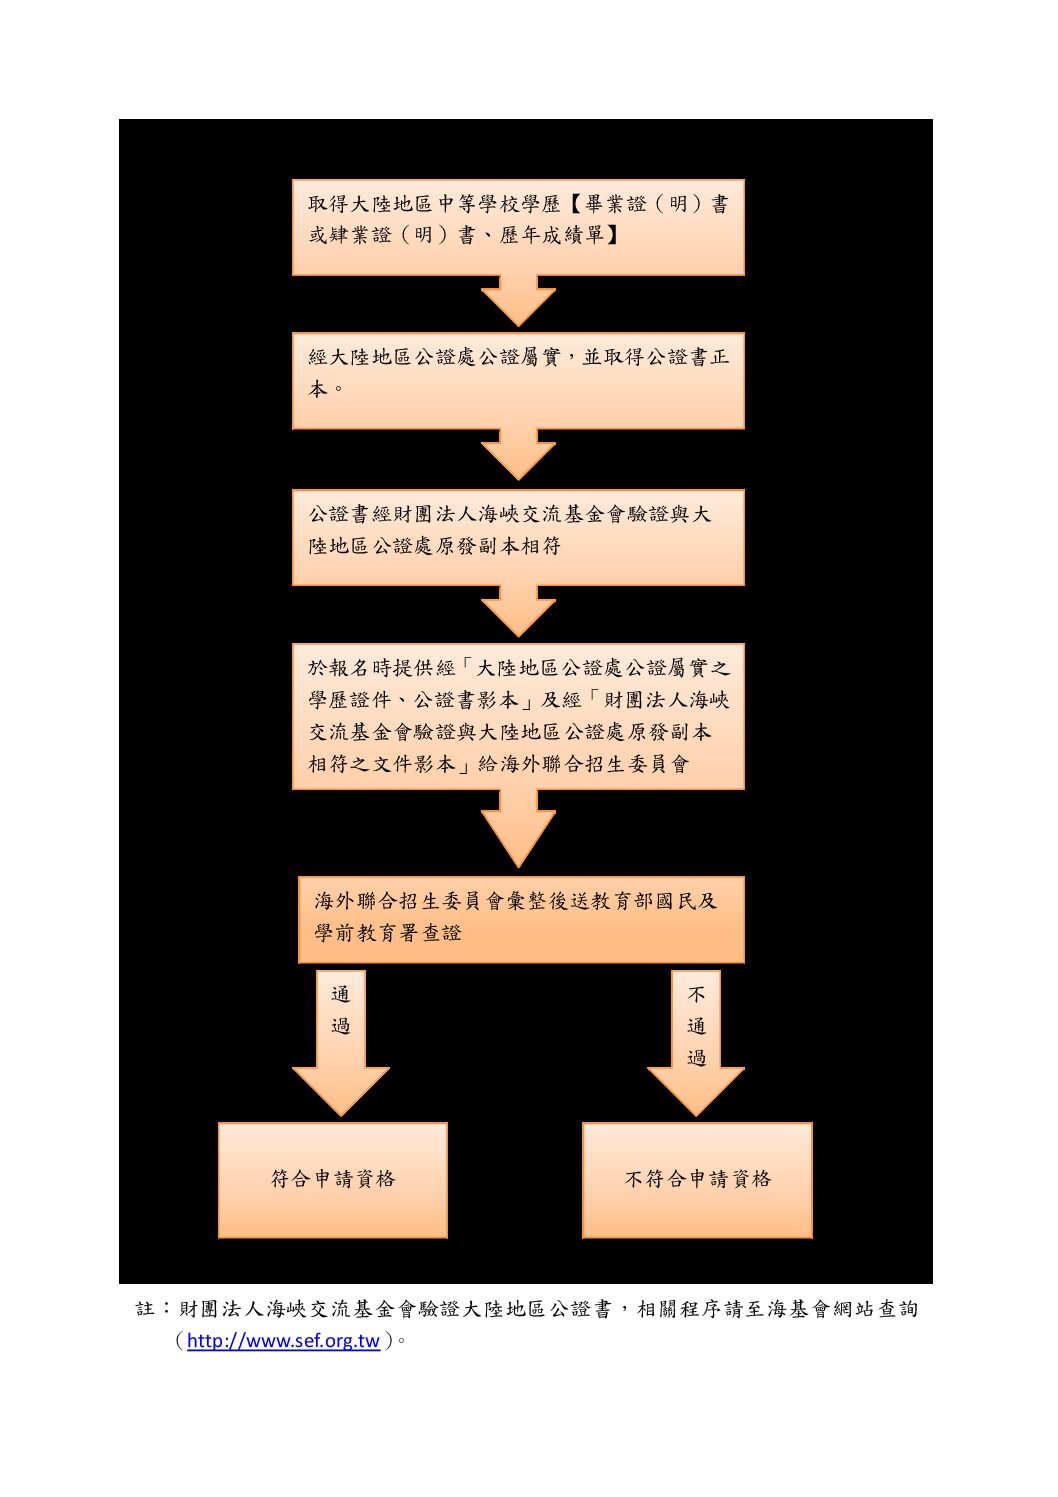 取得大陸地區中等學校學歷【畢業證（明）書
或肄業證（明）書、歷年成績單】
經大陸地區公證處公證屬實，並取得公證書正
本。
公證書經財團法人海峽交流基金會驗證與大
陸地區公證處原發副本相符
於報名時提供經「大陸地區公證處公證屬實之
學歷證件、公證書影本」及經「財團法人海峽
交流基金會驗證與大陸地區公證處原發副本
相符之文件影本」給海外聯合招生委員會
海外聯合招生委員會彙整後送教育部國民及
學前教育署查證
通
過
不
通
過
符合申請資格
不符合申請資格
註：財團法人海峽交流基金會驗證大陸地區公證書，相關程序請至海基會網站查詢
（http://www.sef.org.tw）。